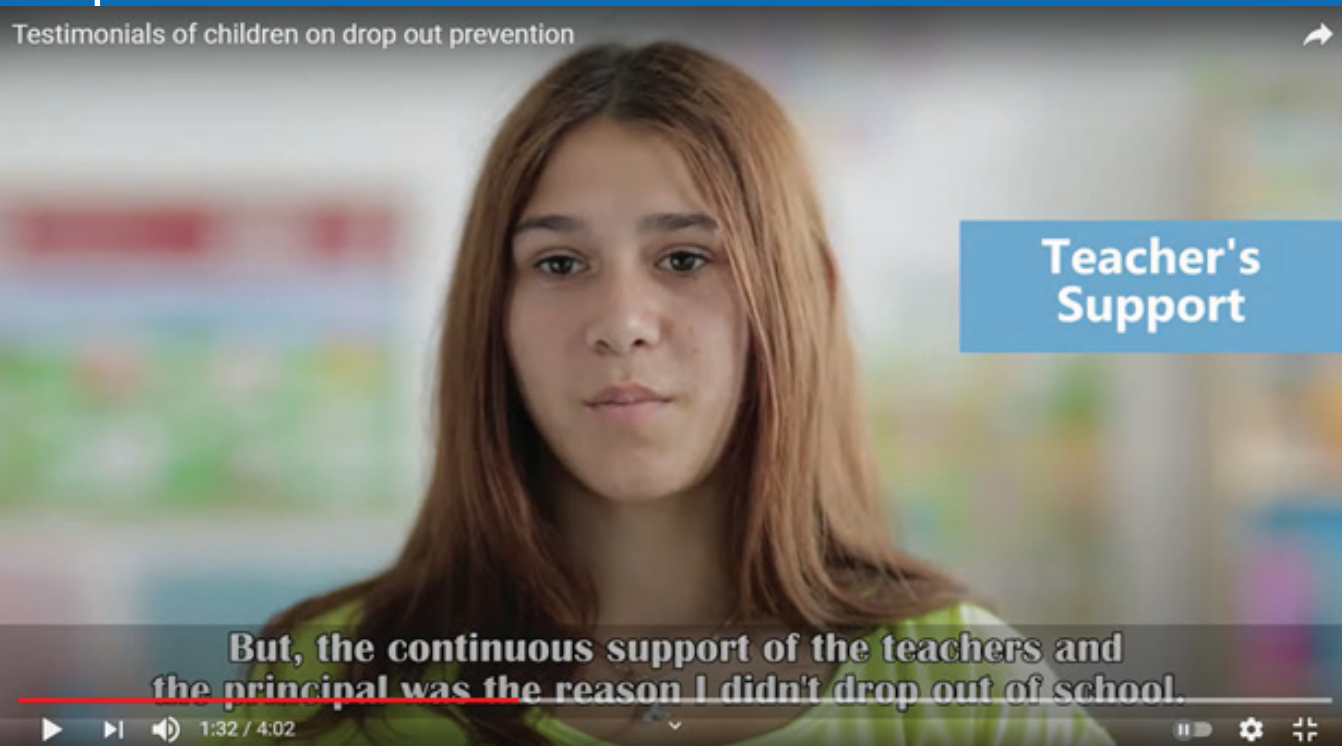 Testimonials of children on drop out prevention
Teacher's
Support
But, the continuous support of the teachers and
the principal was the reason I didn't drop out of school.
1:32 / 4:02